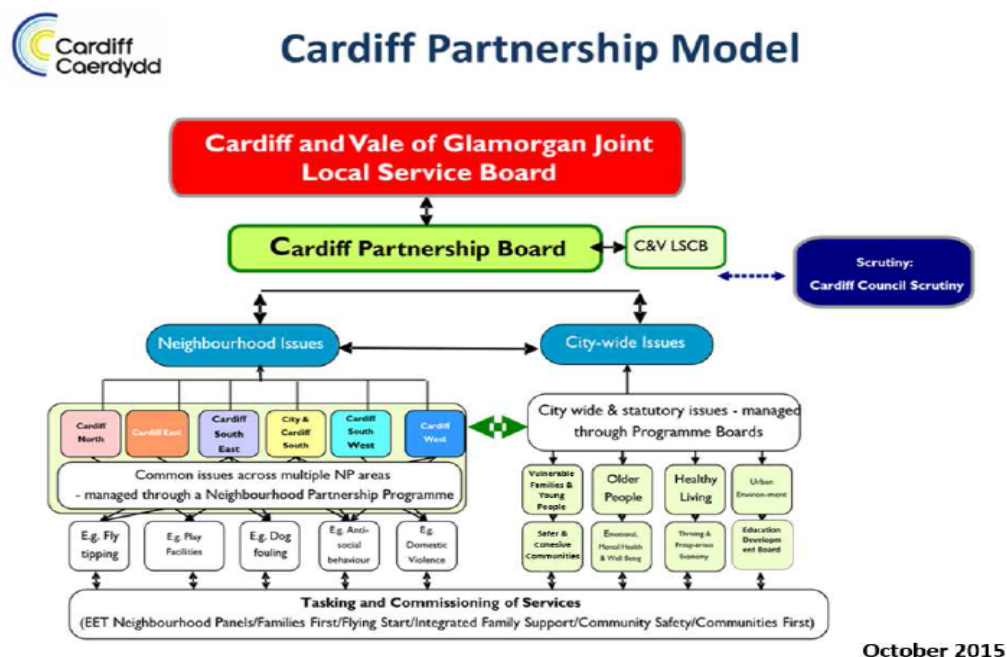 Cardiff
Caerdydd
Cardiff Partnership Model
Cardiff and Vale of Glamorgan Joint
Local Service Board
Cardiff Partnership Board
C&V LSCB
Scrutiny:
Cardiff Council Scrutiny
Neighbourhood Issues
City-wide Issues
Cardiff
North
Cardiff East
Cardiff
South
East
City &
Cardiff
South
Cardiff
South
West
Cardiff
West
City wide & statutory issues - managed
through Programme Boards
Common issues across multiple NP areas
- managed through a Neighbourhood Partnership Programme
Vulnerable
Families &
Young
People
Older
People
Healthy
Living
Urban
Environ-ment
E.g. Fly
tipping
E.g. Play
Facilities
E.g. Dog
fouling
E.g. Anti-
social
behaviour
E.g.
Domestic
Violence
Safer &
Cohesive
Communities
Emotional,
Mental Health
& Well Being
Thriving &
Prosp-erous
Economy
Education
Developm
ent Board
Tasking and Commissioning of Services
(EET Neighbourhood Panels/Families First/Flying Start/Integrated Family Support/Community Safety/Communities First)
October 2015